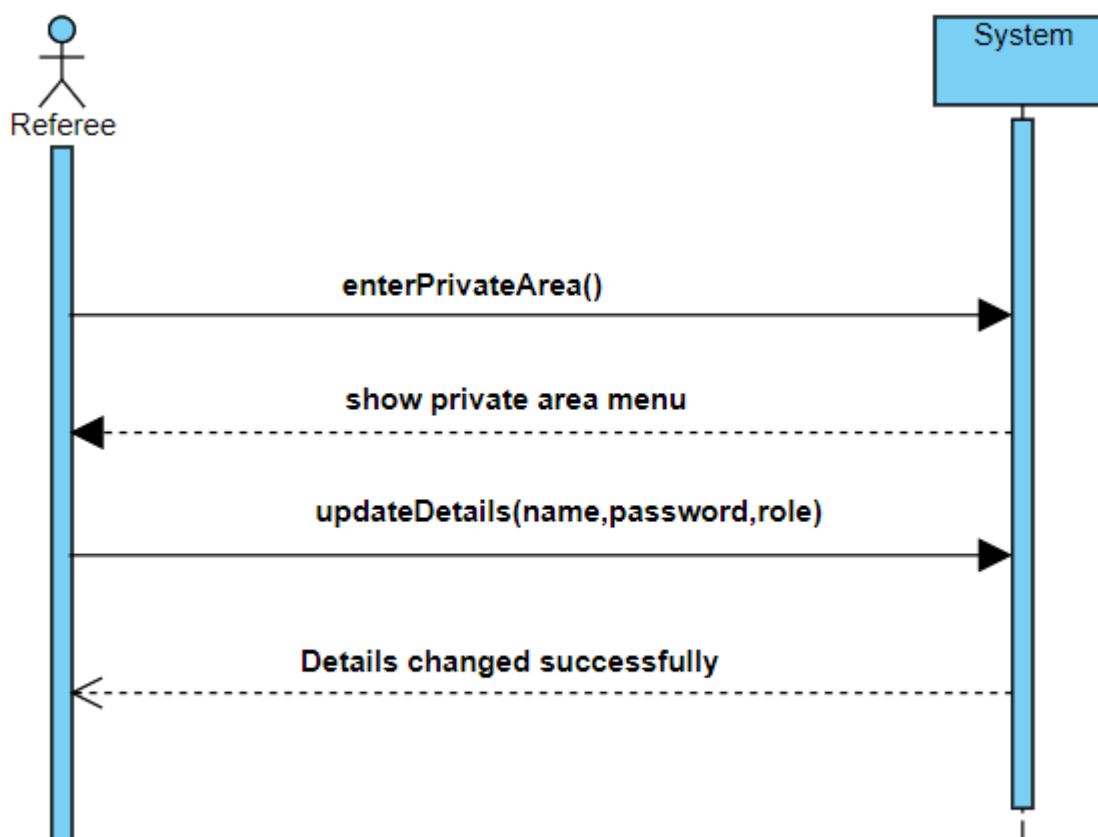 System
Referee
enterPrivateArea()
show private area menu
updateDetails(name,password,role)
Details changed successfully